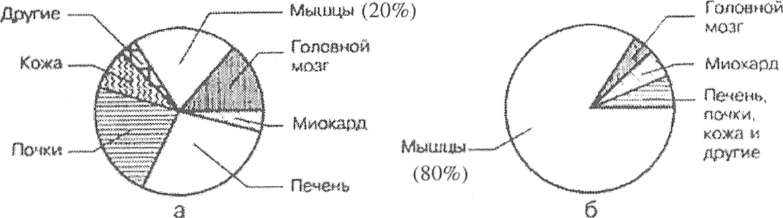 Другие
Мышцы (20%)
Головной
мозг
Кожа
Миокард
Почки
Печень
а
Головной
мозг
Миокард
Печень,
почки,
кожа и
другие
Мышцы
(80%)
б